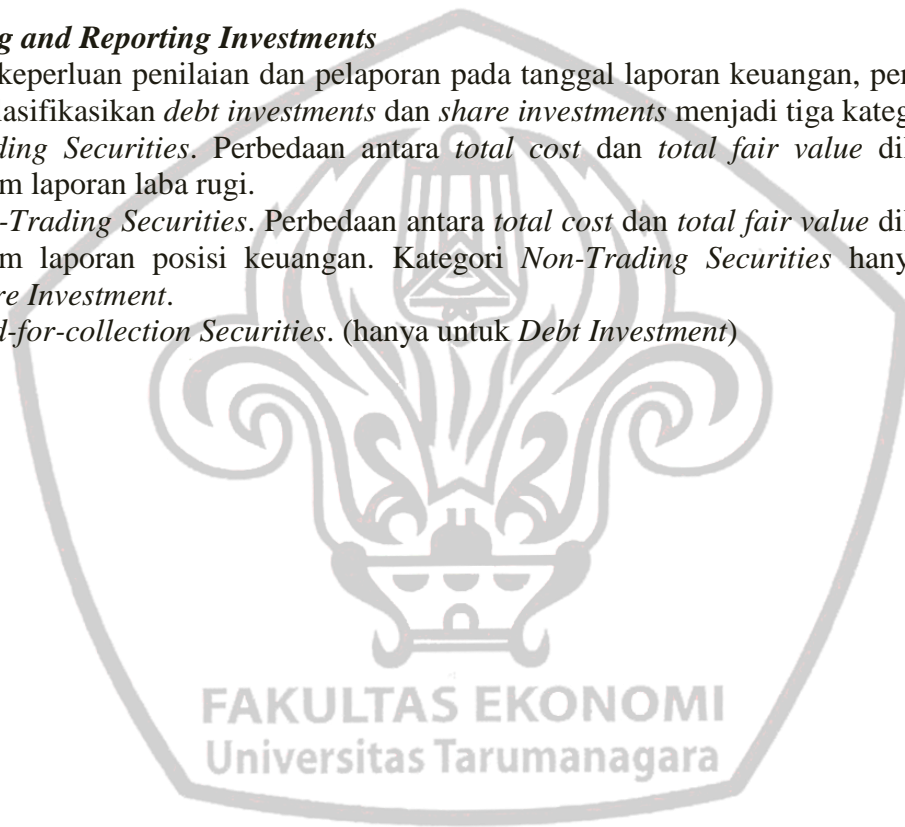 g and Reporting Investments
keperluan penilaian dan pelaporan pada tanggal laporan keuangan, per
lasifikasikan debt investments dan share investments menjadi tiga kateg
ding Securities. Perbedaan antara total cost dan total fair value dil
m laporan laba rugi.
-Trading Securities. Perbedaan antara total cost dan total fair value dil
m laporan posisi keuangan. Kategori Non-Trading Securities hany
re Investment.
d-for-collection Securities. (hanya untuk Debt Investment)
FAKULTAS EKONOMI
Universitas Tarumanagara